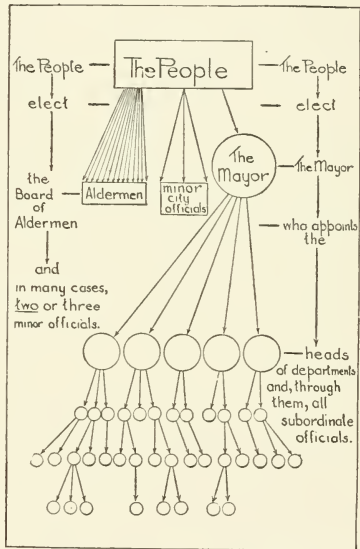 The People
The People
The People
elect
elect
the
Board
of
Aldermen
Aldermen
minor
city
officials
The
Mayor
The Mayor
who appoints
the
and
in many cases,
two or three
minor officials.
heads
of departments
and, through
them, all
subordinate
officials.